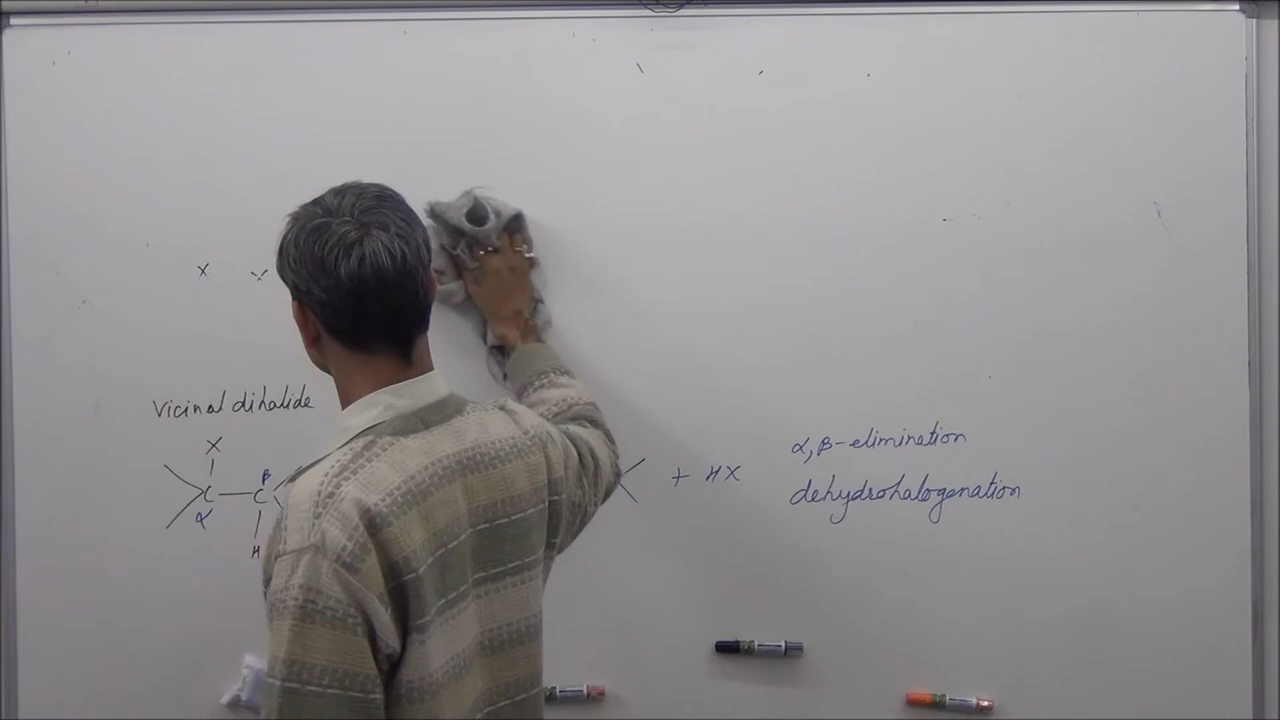 X
Vicinal dihalide
X
β
C — C
α
H
+ HX
α,β-elimination
dehydrohalogenation